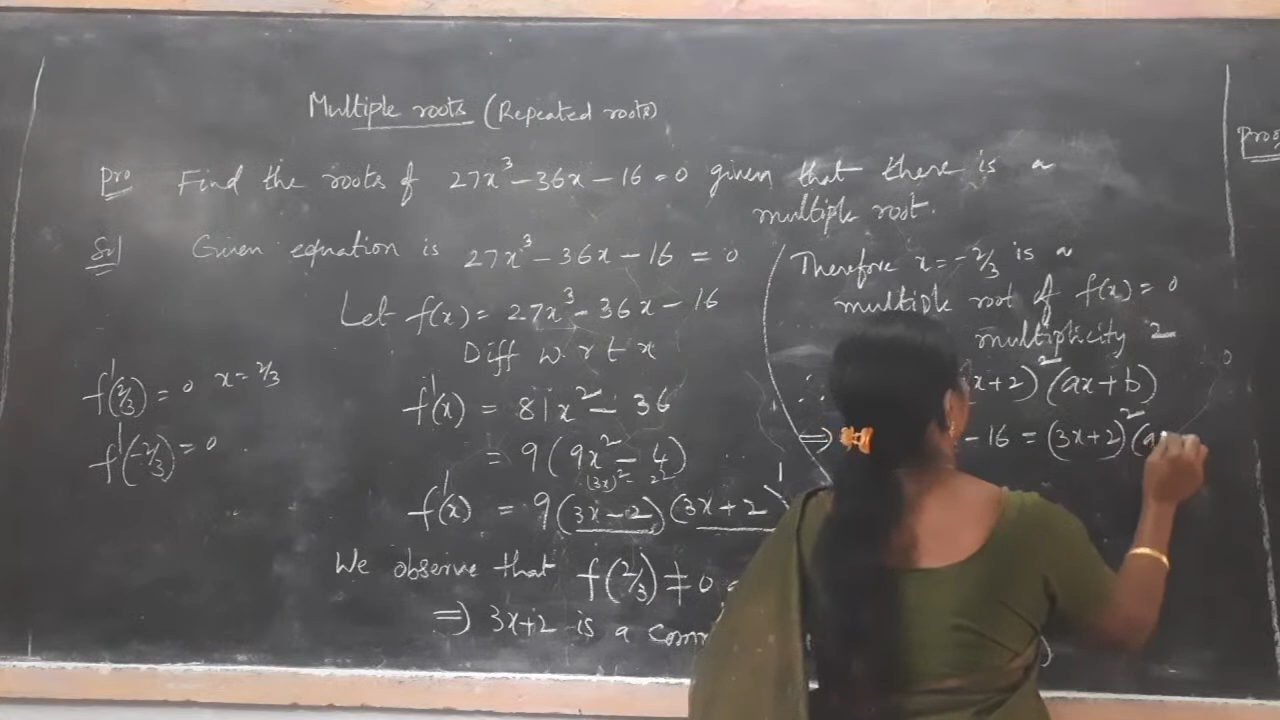 Multiple roots (Repeated roots)
Pro Find the roots of 27x³ – 36x – 16 = 0 given that there is a
multiple root.
Sol Given equation is 27x³ – 36x – 16 = 0
Let f(x) = 27x³ – 36x – 16
Diff w.r.t x
f'(x) = 81x² – 36
= 9(9x² – 4)
(3x)² – 2²
f'(x) = 9(3x – 2)(3x + 2)
We observe that f(2/3) ≠ 0
⇒ 3x+2 is a
f'(2/3) = 0 x = 2/3
f'(-2/3) = 0
Therefore x = -2/3 is a
multiple root of f(x) = 0
multiplicity 2
∴ x+2)² (ax+b)
⇒ – 16 = (3x+2)² (a
Proo